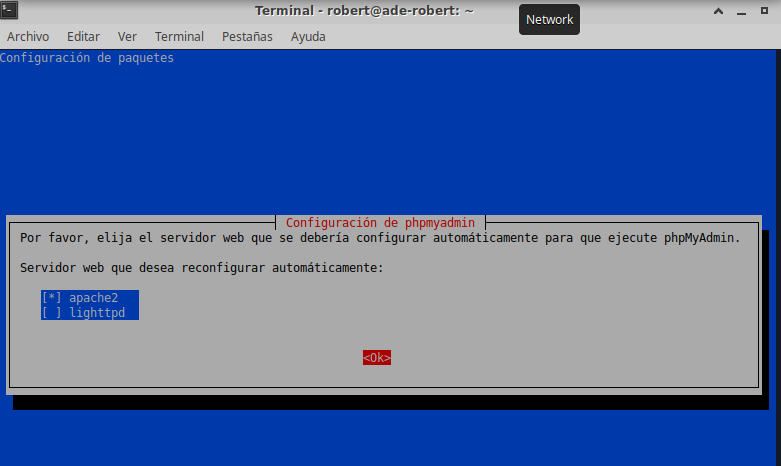 Terminal - robert@ade-robert: ~
Network
Archivo Editar Ver Terminal Pestañas Ayuda
Configuración de paquetes
Configuración de phpmyadmin
Por favor, elija el servidor web que se debería configurar automáticamente para que ejecute phpMyAdmin.
Servidor web que desea reconfigurar automáticamente:
[*] apache2
[ ] lighttpd
<Ok>